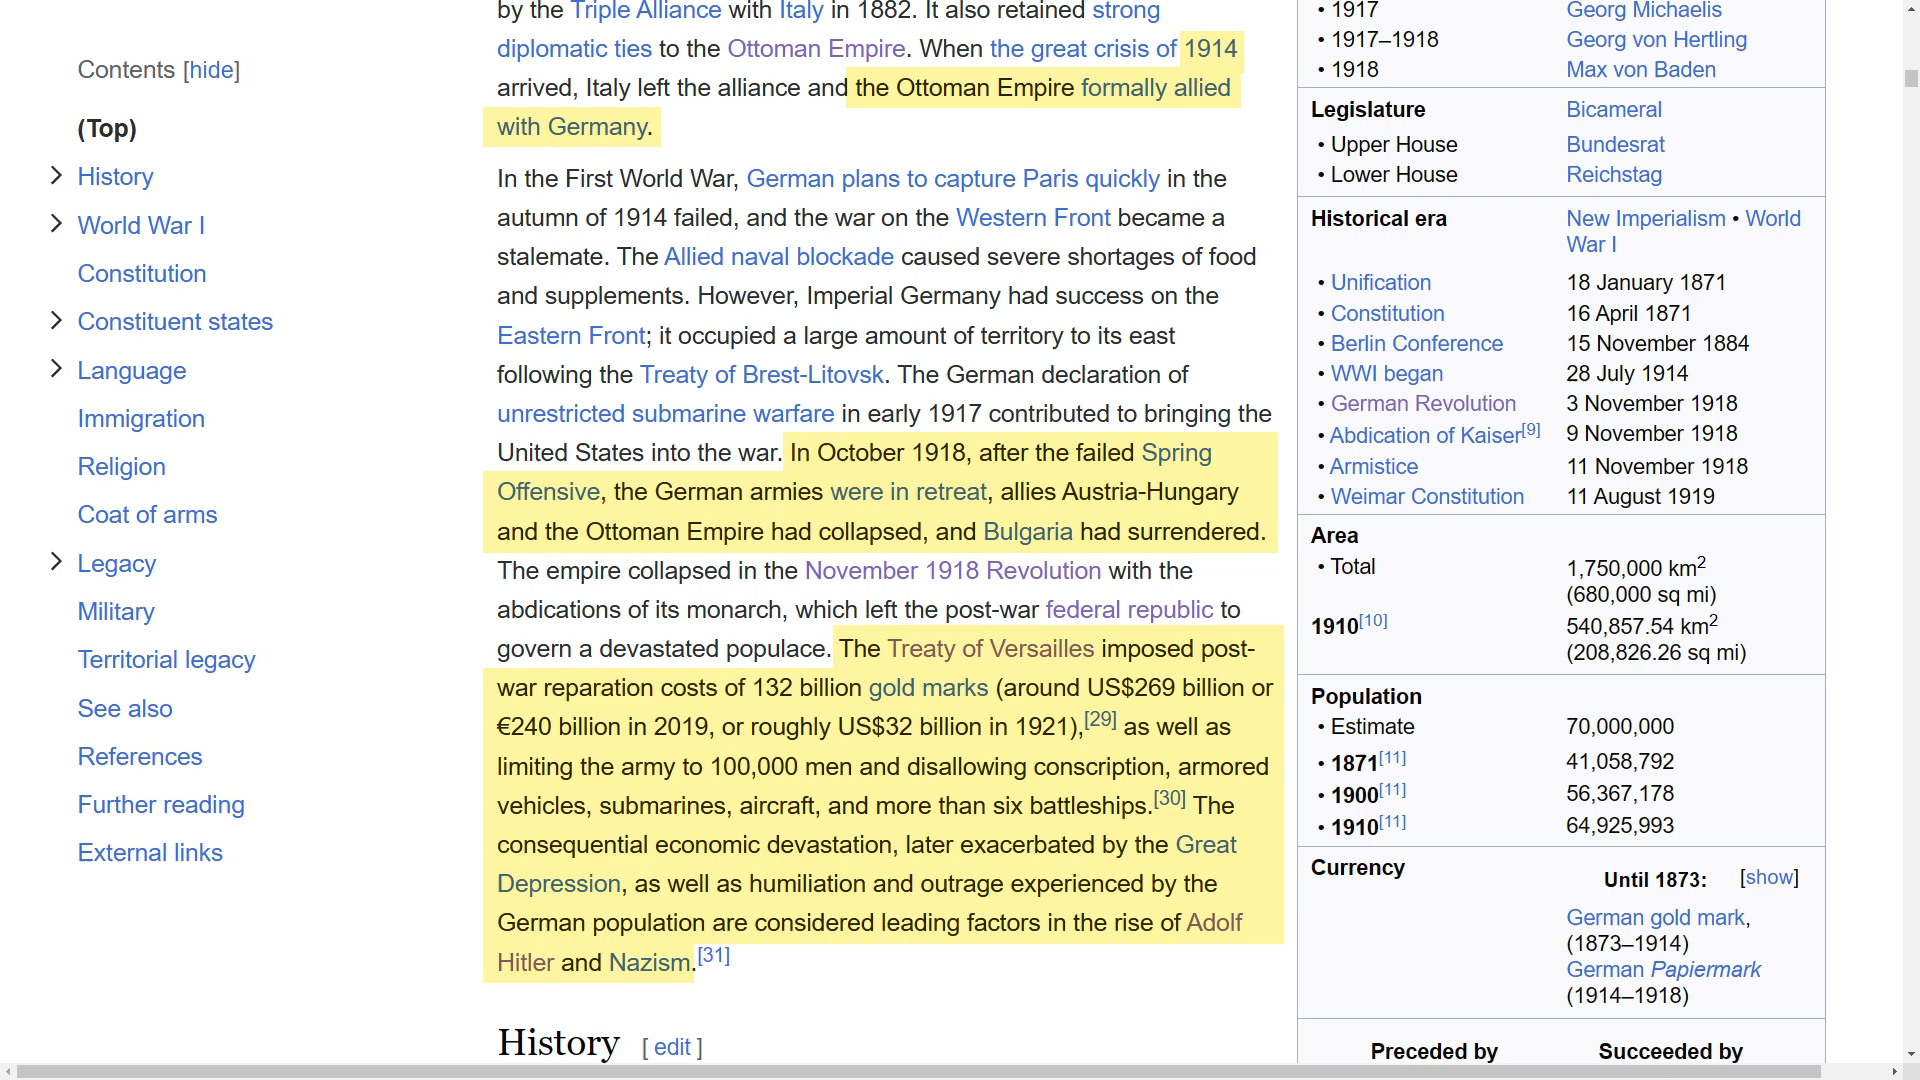 Contents [hide]
(Top)
History
World War I
Constitution
Constituent states
Language
Immigration
Religion
Coat of arms
Legacy
Military
Territorial legacy
See also
References
Further reading
External links
by the Triple Alliance with Italy in 1882. It also retained strong
diplomatic ties to the Ottoman Empire. When the great crisis of 1914
arrived, Italy left the alliance and the Ottoman Empire formally allied
with Germany.
In the First World War, German plans to capture Paris quickly in the
autumn of 1914 failed, and the war on the Western Front became a
stalemate. The Allied naval blockade caused severe shortages of food
and supplements. However, Imperial Germany had success on the
Eastern Front; it occupied a large amount of territory to its east
following the Treaty of Brest-Litovsk. The German declaration of
unrestricted submarine warfare in early 1917 contributed to bringing the
United States into the war. In October 1918, after the failed Spring
Offensive, the German armies were in retreat, allies Austria-Hungary
and the Ottoman Empire had collapsed, and Bulgaria had surrendered.
The empire collapsed in the November 1918 Revolution with the
abdications of its monarch, which left the post-war federal republic to
govern a devastated populace. The Treaty of Versailles imposed post-
war reparation costs of 132 billion gold marks (around US$269 billion or
€240 billion in 2019, or roughly US$32 billion in 1921),[29] as well as
limiting the army to 100,000 men and disallowing conscription, armored
vehicles, submarines, aircraft, and more than six battleships.[30] The
consequential economic devastation, later exacerbated by the Great
Depression, as well as humiliation and outrage experienced by the
German population are considered leading factors in the rise of Adolf
Hitler and Nazism.[31]
History [ edit ]
• 1917 Georg Michaelis
• 1917–1918 Georg von Hertling
• 1918 Max von Baden
Legislature Bicameral
• Upper House Bundesrat
• Lower House Reichstag
Historical era New Imperialism • World
War I
• Unification 18 January 1871
• Constitution 16 April 1871
• Berlin Conference 15 November 1884
• WWI began 28 July 1914
• German Revolution 3 November 1918
• Abdication of Kaiser[9] 9 November 1918
• Armistice 11 November 1918
• Weimar Constitution 11 August 1919
Area
• Total 1,750,000 km2
(680,000 sq mi)
1910[10] 540,857.54 km2
(208,826.26 sq mi)
Population
• Estimate 70,000,000
• 1871[11] 41,058,792
• 1900[11] 56,367,178
• 1910[11] 64,925,993
Currency
Until 1873: [show]
German gold mark,
(1873–1914)
German Papiermark
(1914–1918)
Preceded by Succeeded by